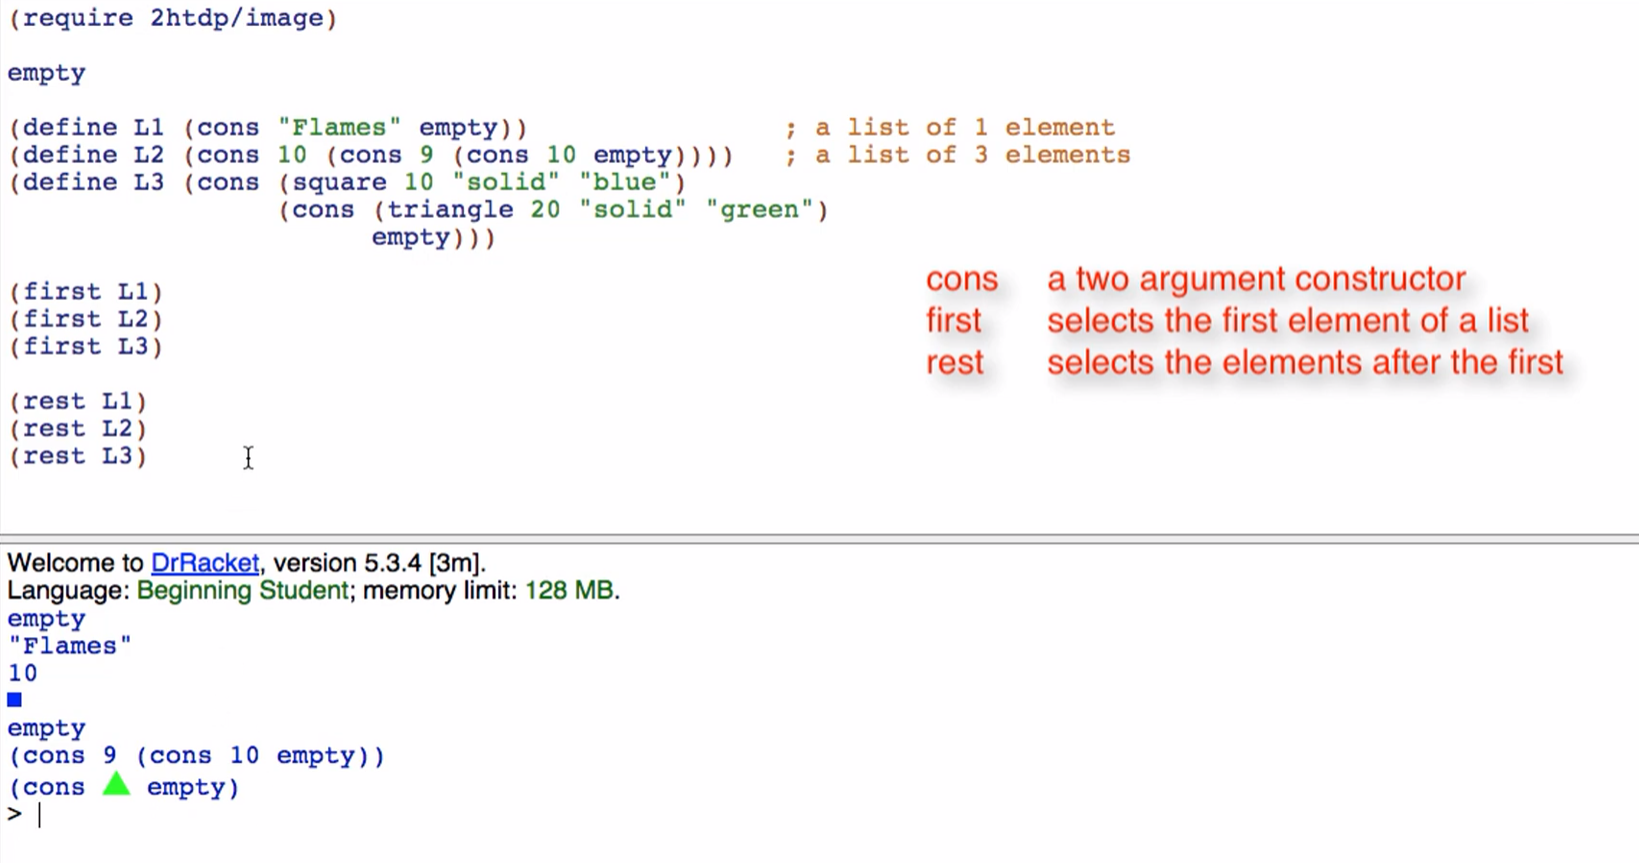 (require 2htdp/image)
empty
(define L1 (cons "Flames" empty)) ; a list of 1 element
(define L2 (cons 10 (cons 9 (cons 10 empty)))) ; a list of 3 elements
(define L3 (cons (square 10 "solid" "blue")
(cons (triangle 20 "solid" "green")
empty)))
(first L1)
(first L2)
(first L3)
cons a two argument constructor
first selects the first element of a list
rest selects the elements after the first
(rest L1)
(rest L2)
(rest L3)
Welcome to DrRacket, version 5.3.4 [3m].
Language: Beginning Student; memory limit: 128 MB.
empty
"Flames"
10
empty
(cons 9 (cons 10 empty))
(cons empty)
>